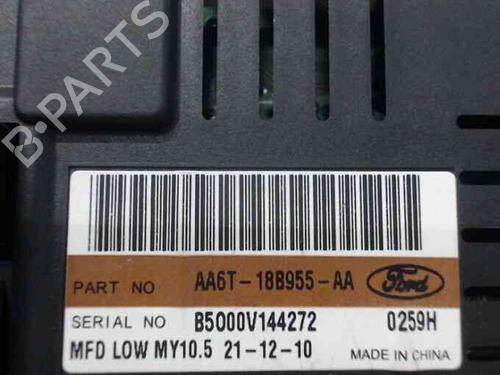 B-PARTS
PART NO AA6T-18B955-AA Ford
SERIAL NO B5000V144272 0259H
MFD LOW MY10.5 21-12-10 MADE IN CHINA